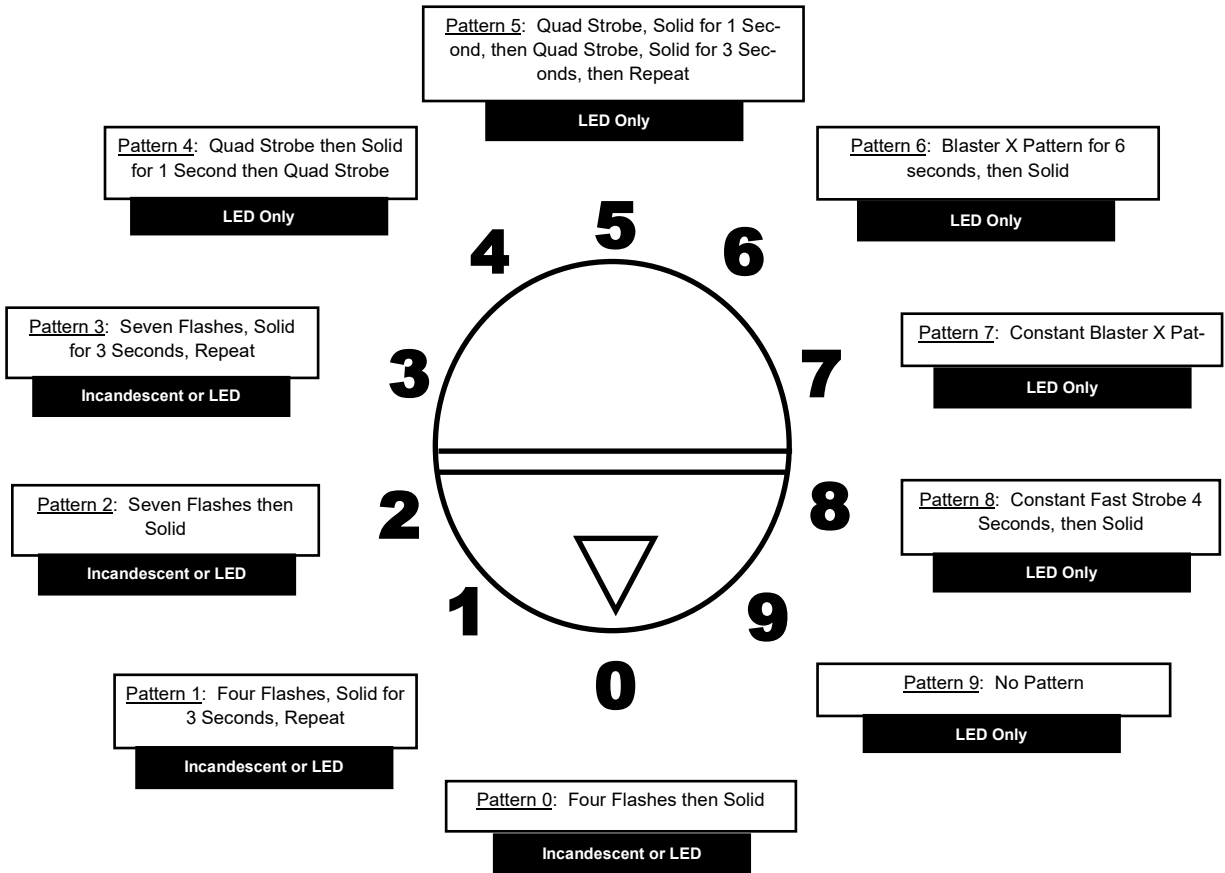 Pattern 5: Quad Strobe, Solid for 1 Sec-
ond, then Quad Strobe, Solid for 3 Sec-
onds, then Repeat
LED Only
Pattern 4: Quad Strobe then Solid
for 1 Second then Quad Strobe
LED Only
Pattern 6: Blaster X Pattern for 6
seconds, then Solid
LED Only
5
4
6
Pattern 3: Seven Flashes, Solid
for 3 Seconds, Repeat
Incandescent or LED
3
7
Pattern 7: Constant Blaster X Pat-
LED Only
Pattern 2: Seven Flashes then
Solid
Incandescent or LED
2
8
Pattern 8: Constant Fast Strobe 4
Seconds, then Solid
LED Only
1
9
0
Pattern 1: Four Flashes, Solid for
3 Seconds, Repeat
Incandescent or LED
Pattern 9: No Pattern
LED Only
Pattern 0: Four Flashes then Solid
Incandescent or LED